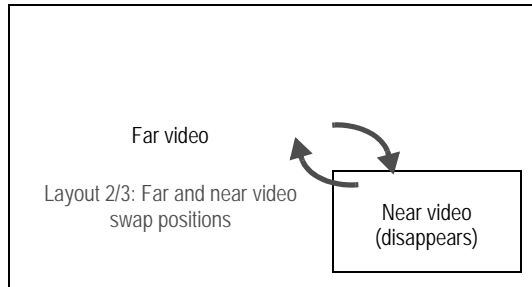 Far video
Layout 2/3: Far and near video
swap positions
Near video
(disappears)